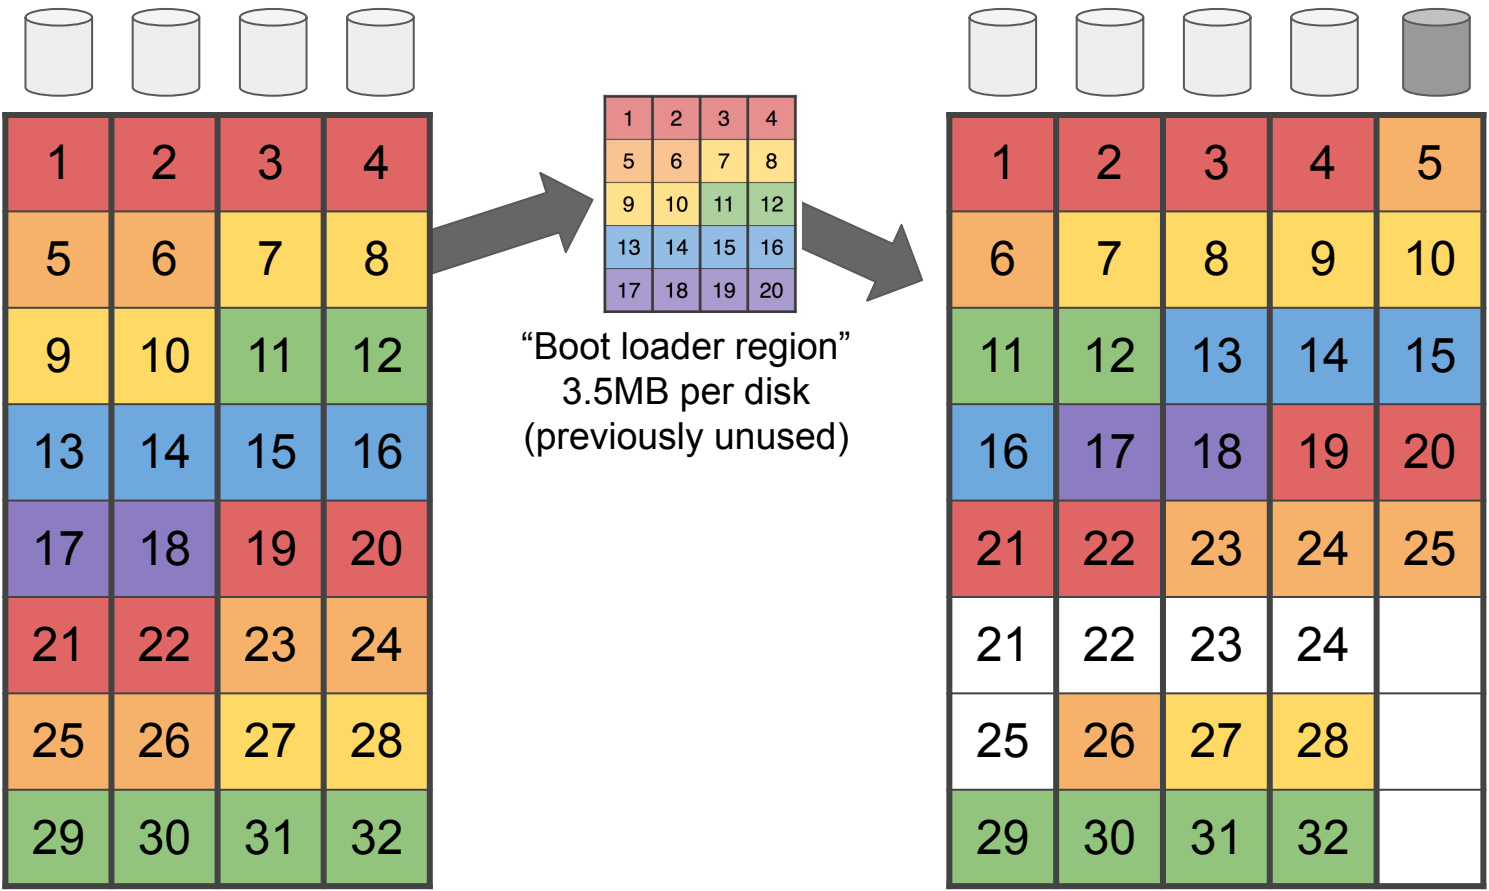 1 2 3 4
5 6 7 8
9 10 11 12
13 14 15 16
17 18 19 20
21 22 23 24
25 26 27 28
29 30 31 32
1 2 3 4
5 6 7 8
9 10 11 12
13 14 15 16
17 18 19 20
“Boot loader region”
3.5MB per disk
(previously unused)
1 2 3 4 5
6 7 8 9 10
11 12 13 14 15
16 17 18 19 20
21 22 23 24 25
21 22 23 24
25 26 27 28
29 30 31 32